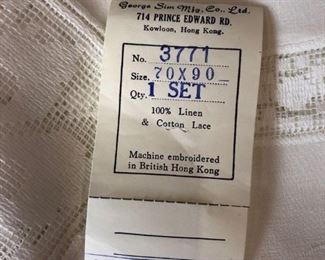 George Sim Mfg. Co., Ltd.
714 PRINCE EDWARD RD.
Kowloon, Hong Kong.
No. 3771
Size. 70X90
Qty. 1 SET
100% Linen
& Cotton Lace
Machine embroidered
in British Hong Kong